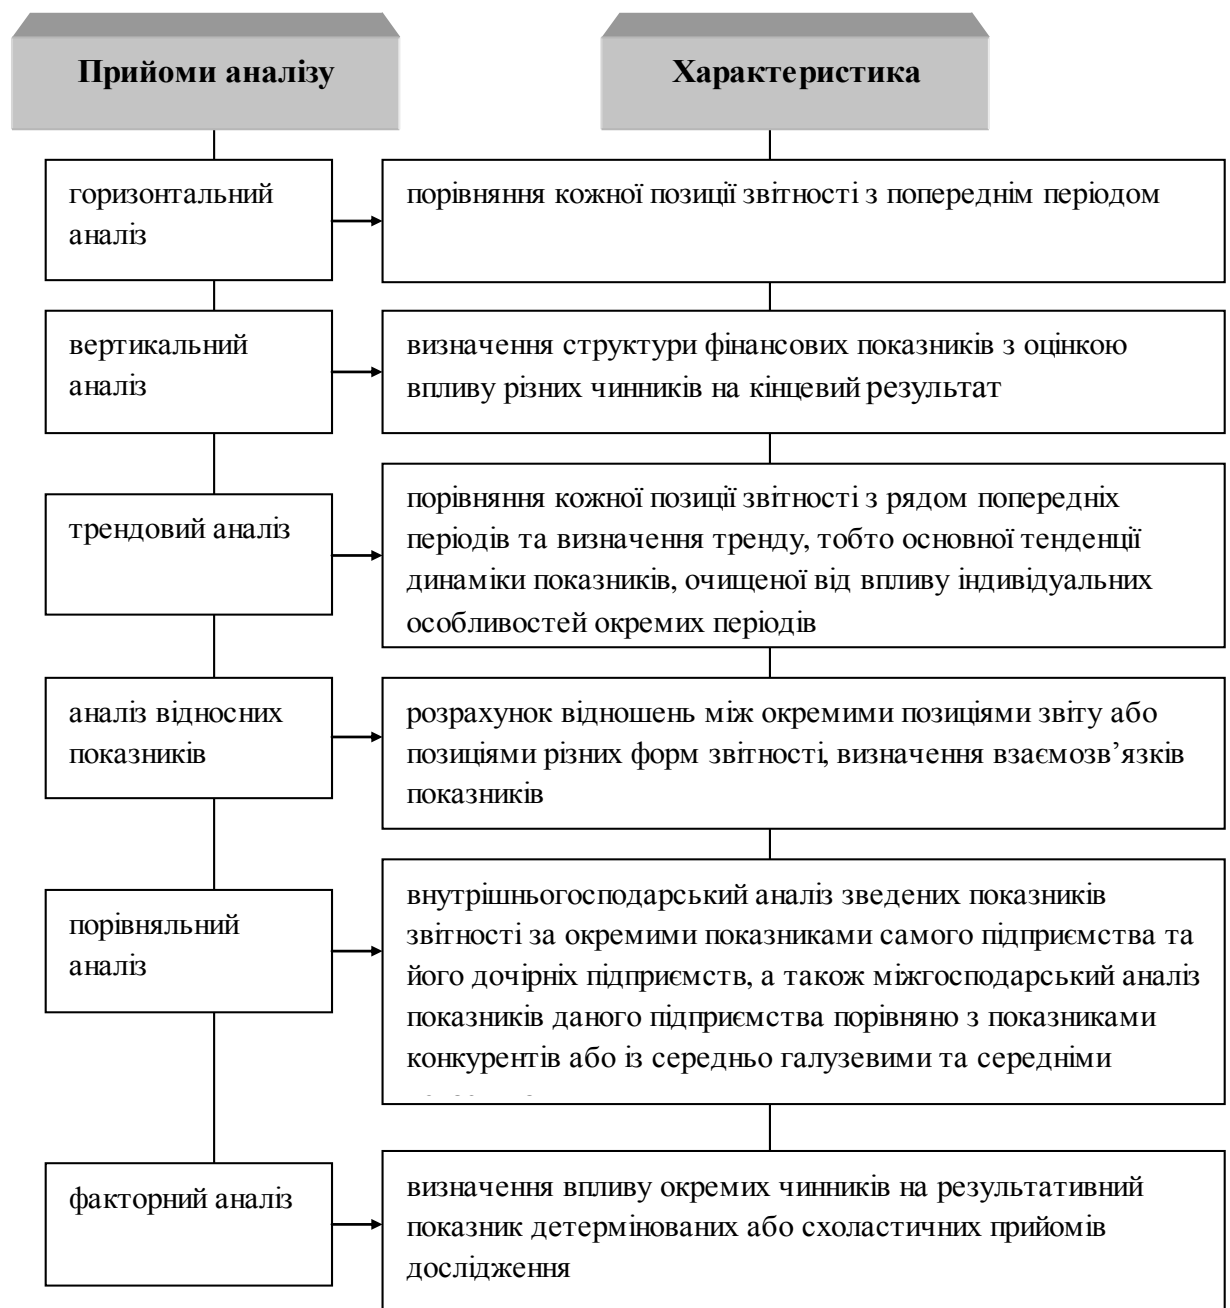 Прийоми аналізу
Характеристика
горизонтальний
аналіз
порівняння кожної позиції звітності з попереднім періодом
вертикальний
аналіз
визначення структури фінансових показників з оцінкою
впливу різних чинників на кінцевий результат
трендовий аналіз
порівняння кожної позиції звітності з рядом попередніх
періодів та визначення тренду, тобто основної тенденції
динаміки показників, очищеної від впливу індивідуальних
особливостей окремих періодів
аналіз відносних
показників
розрахунок відношень між окремими позиціями звіту або
позиціями різних форм звітності, визначення взаємозв’язків
показників
порівняльний
аналіз
внутрішньогосподарський аналіз зведених показників
звітності за окремими показниками самого підприємства та
його дочірніх підприємств, а також міжгосподарський аналіз
показників даного підприємства порівняно з показниками
конкурентів або із середньо галузевими та середніми
факторний аналіз
визначення впливу окремих чинників на результативний
показник детермінованих або схоластичних прийомів
дослідження